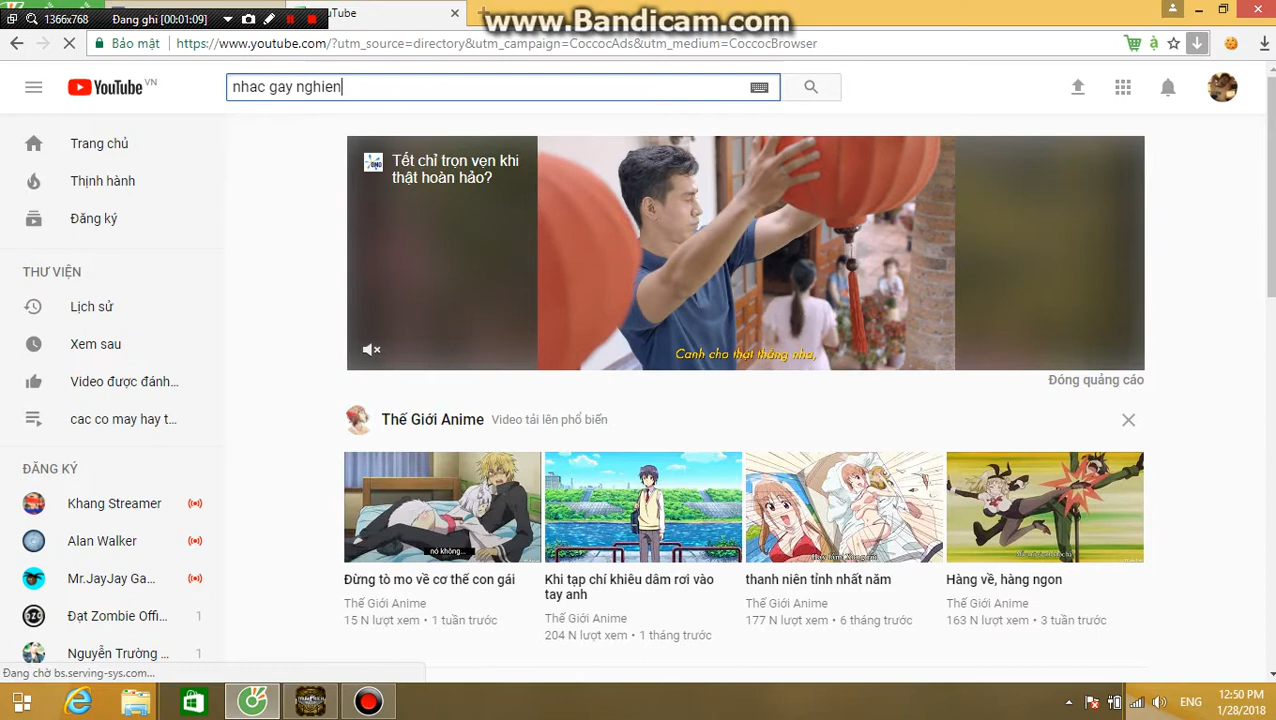 1366x768 Đang ghi [00:01:09]
Tube
www.Bandicam.com
Bảo mật https://www.youtube.com/?utm_source=directory&utm_campaign=CoccocAds&utm_medium=CoccocBrowser
YouTube VN
nhac gay nghien
Trang chủ
Thịnh hành
Đăng ký
THƯ VIỆN
Lịch sử
Xem sau
Video được đánh...
cac co may hay t...
ĐĂNG KÝ
Khang Streamer
Alan Walker
Mr.JayJay Ga...
Đạt Zombie Offi... 1
Nguyễn Trường ... 1
OMO
Tết chỉ trọn vẹn khi
thật hoàn hảo?
Canh cho thật thẳng nha,
Đóng quảng cáo
Thế Giới Anime Video tải lên phổ biến
nó không...
Đừng tò mò về cơ thế con gái
Thế Giới Anime
15 N lượt xem • 1 tuần trước
Khi tạp chí khiêu dâm rơi vào
tay anh
Thế Giới Anime
204 N lượt xem • 1 tháng trước
thanh niên tỉnh nhất năm
Thế Giới Anime
177 N lượt xem • 6 tháng trước
Hàng về, hàng ngon
Thế Giới Anime
163 N lượt xem • 3 tuần trước
Đang chờ bs.serving-sys.com...
ENG
12:50 PM
1/28/2018